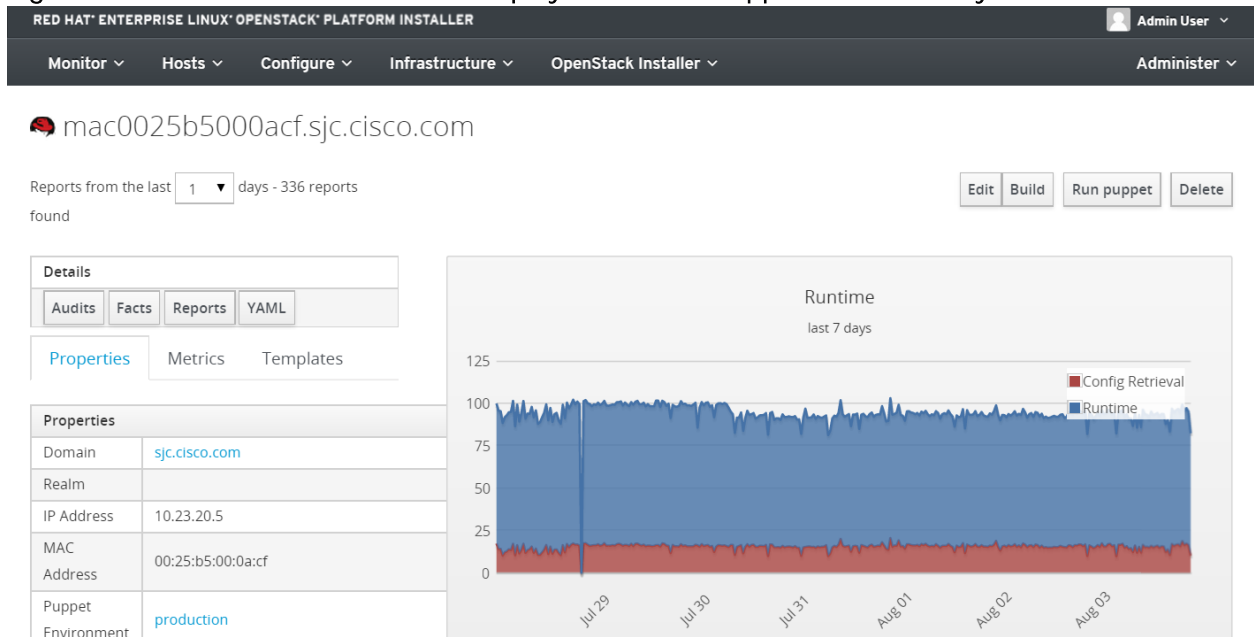 RED HAT® ENTERPRISE LINUX® OPENSTACK® PLATFORM INSTALLER
Admin User
Monitor Hosts Configure Infrastructure OpenStack Installer Administer
mac0025b5000acf.sjc.cisco.com
Reports from the last 1 days - 336 reports
found
Edit Build Run puppet Delete
Details
Audits Facts Reports YAML
Properties Metrics Templates
Properties
Domain sjc.cisco.com
Realm
IP Address 10.23.20.5
MAC
Address 00:25:b5:00:0a:cf
Puppet
Environment production
Runtime
last 7 days
125
100
75
50
25
0
Config Retrieval
Runtime
Jul 29 Jul 30 Jul 31 Aug 01 Aug 02 Aug 03